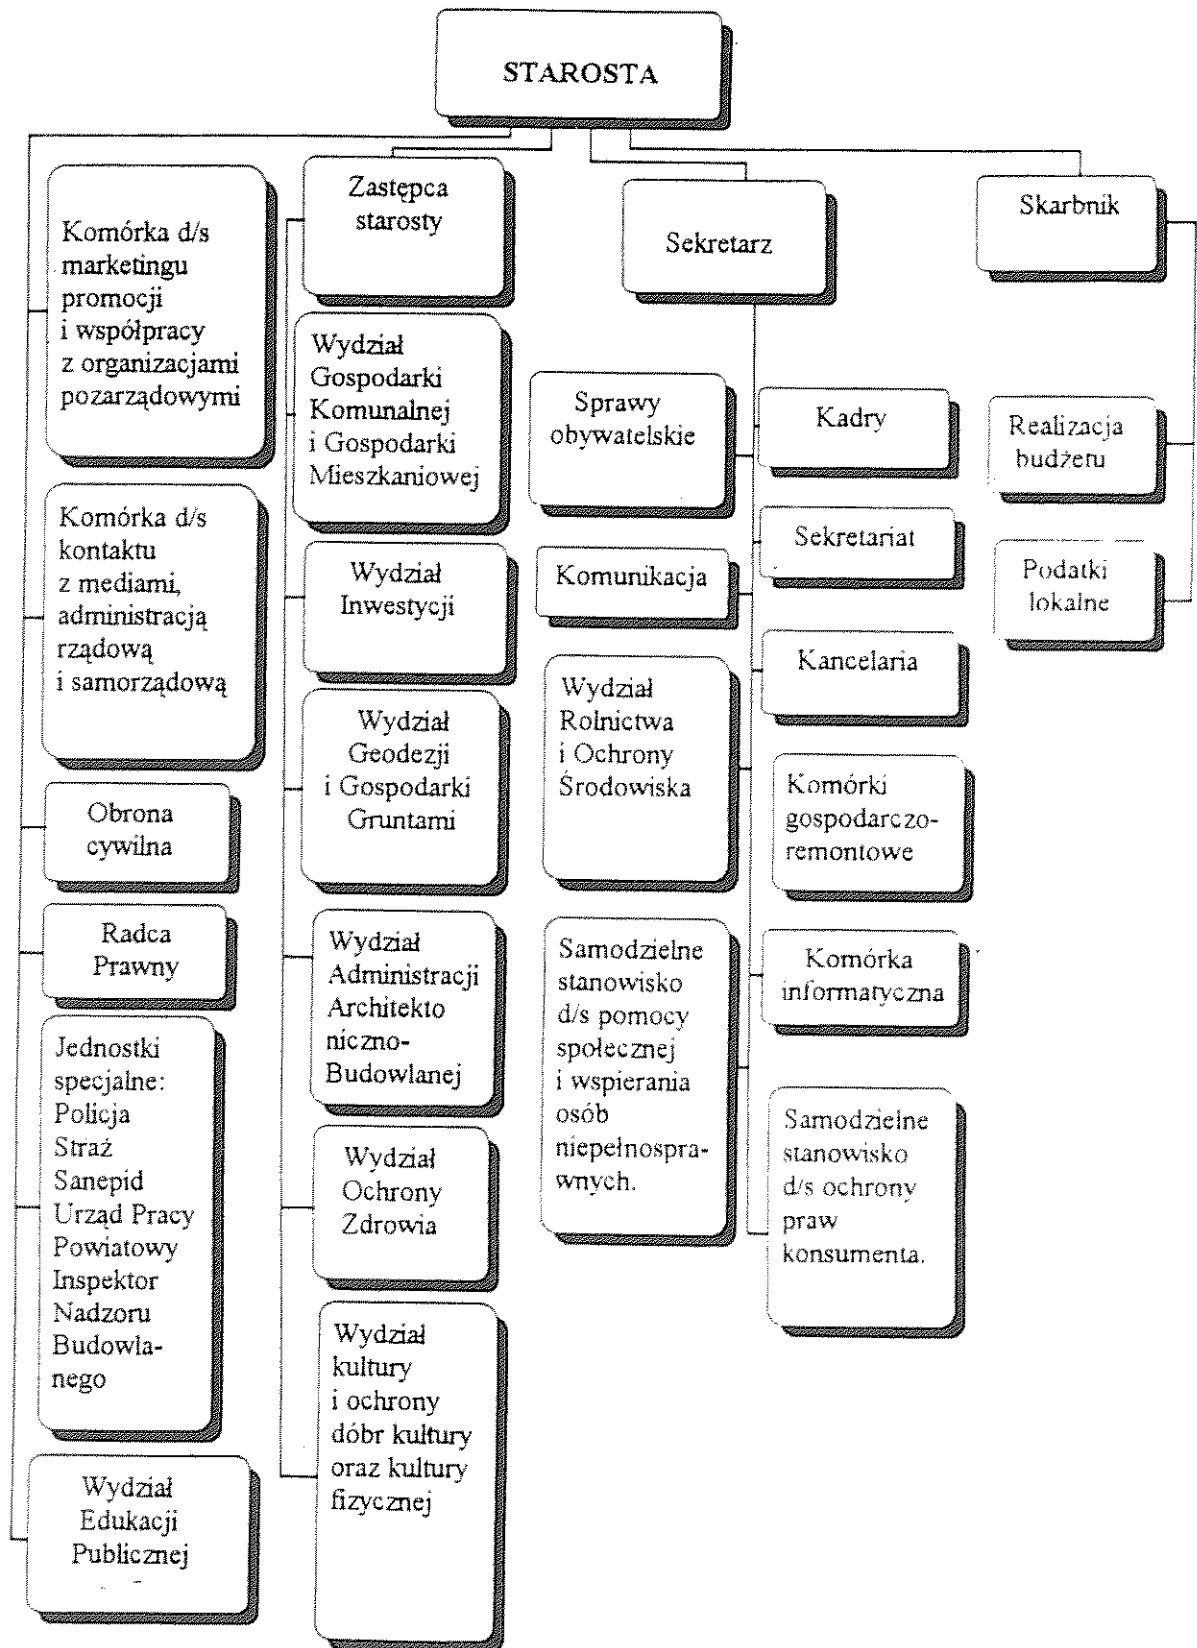 STAROSTA
Komórka d/s
marketingu
promocji
i współpracy
z organizacjami
pozarządowymi
Komórka d/s
kontaktu
z mediami,
administracją
rządową
i samorządową
Obrona
cywilna
Radca
Prawny
Jednostki
specjalne:
Policja
Straż
Sanepid
Urząd Pracy
Powiatowy
Inspektor
Nadzoru
Budowla-
nego
Wydział
Edukacji
Publicznej
Zastępca
starosty
Wydział
Gospodarki
Komunalnej
i Gospodarki
Mieszkaniowej
Wydział
Inwestycji
Wydział
Geodezji
i Gospodarki
Gruntami
Wydział
Administracji
Architekto
niczno-
Budowlanej
Wydział
Ochrony
Zdrowia
Wydział
kultury
i ochrony
dóbr kultury
oraz kultury
fizycznej
Sekretarz
Sprawy
obywatelskie
Komunikacja
Wydział
Rolnictwa
i Ochrony
Środowiska
Samodzielne
stanowisko
d/s pomocy
społecznej
i wspierania
osób
niepełnospra-
wnych.
Kadry
Sekretariat
Kancelaria
Komórki
gospodarczo-
remontowe
Komórka
informatyczna
Samodzielne
stanowisko
d/s ochrony
praw
konsumenta.
Skarbnik
Realizacja
budżetu
Podatki
lokalne